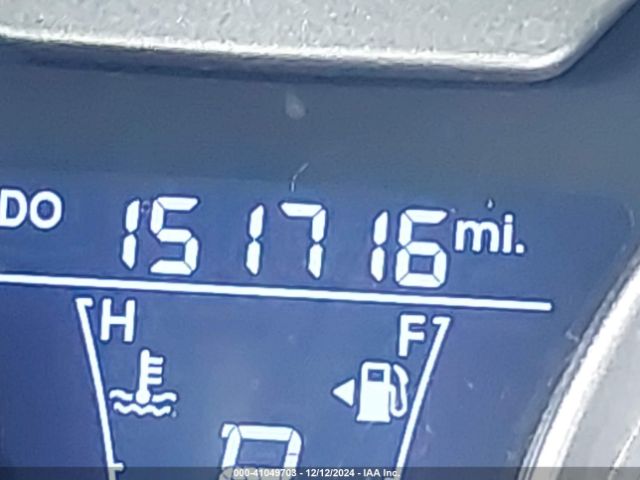 DO 151716 mi.
H F
P
000-41049703 - 12/12/2024 - IAA Inc.